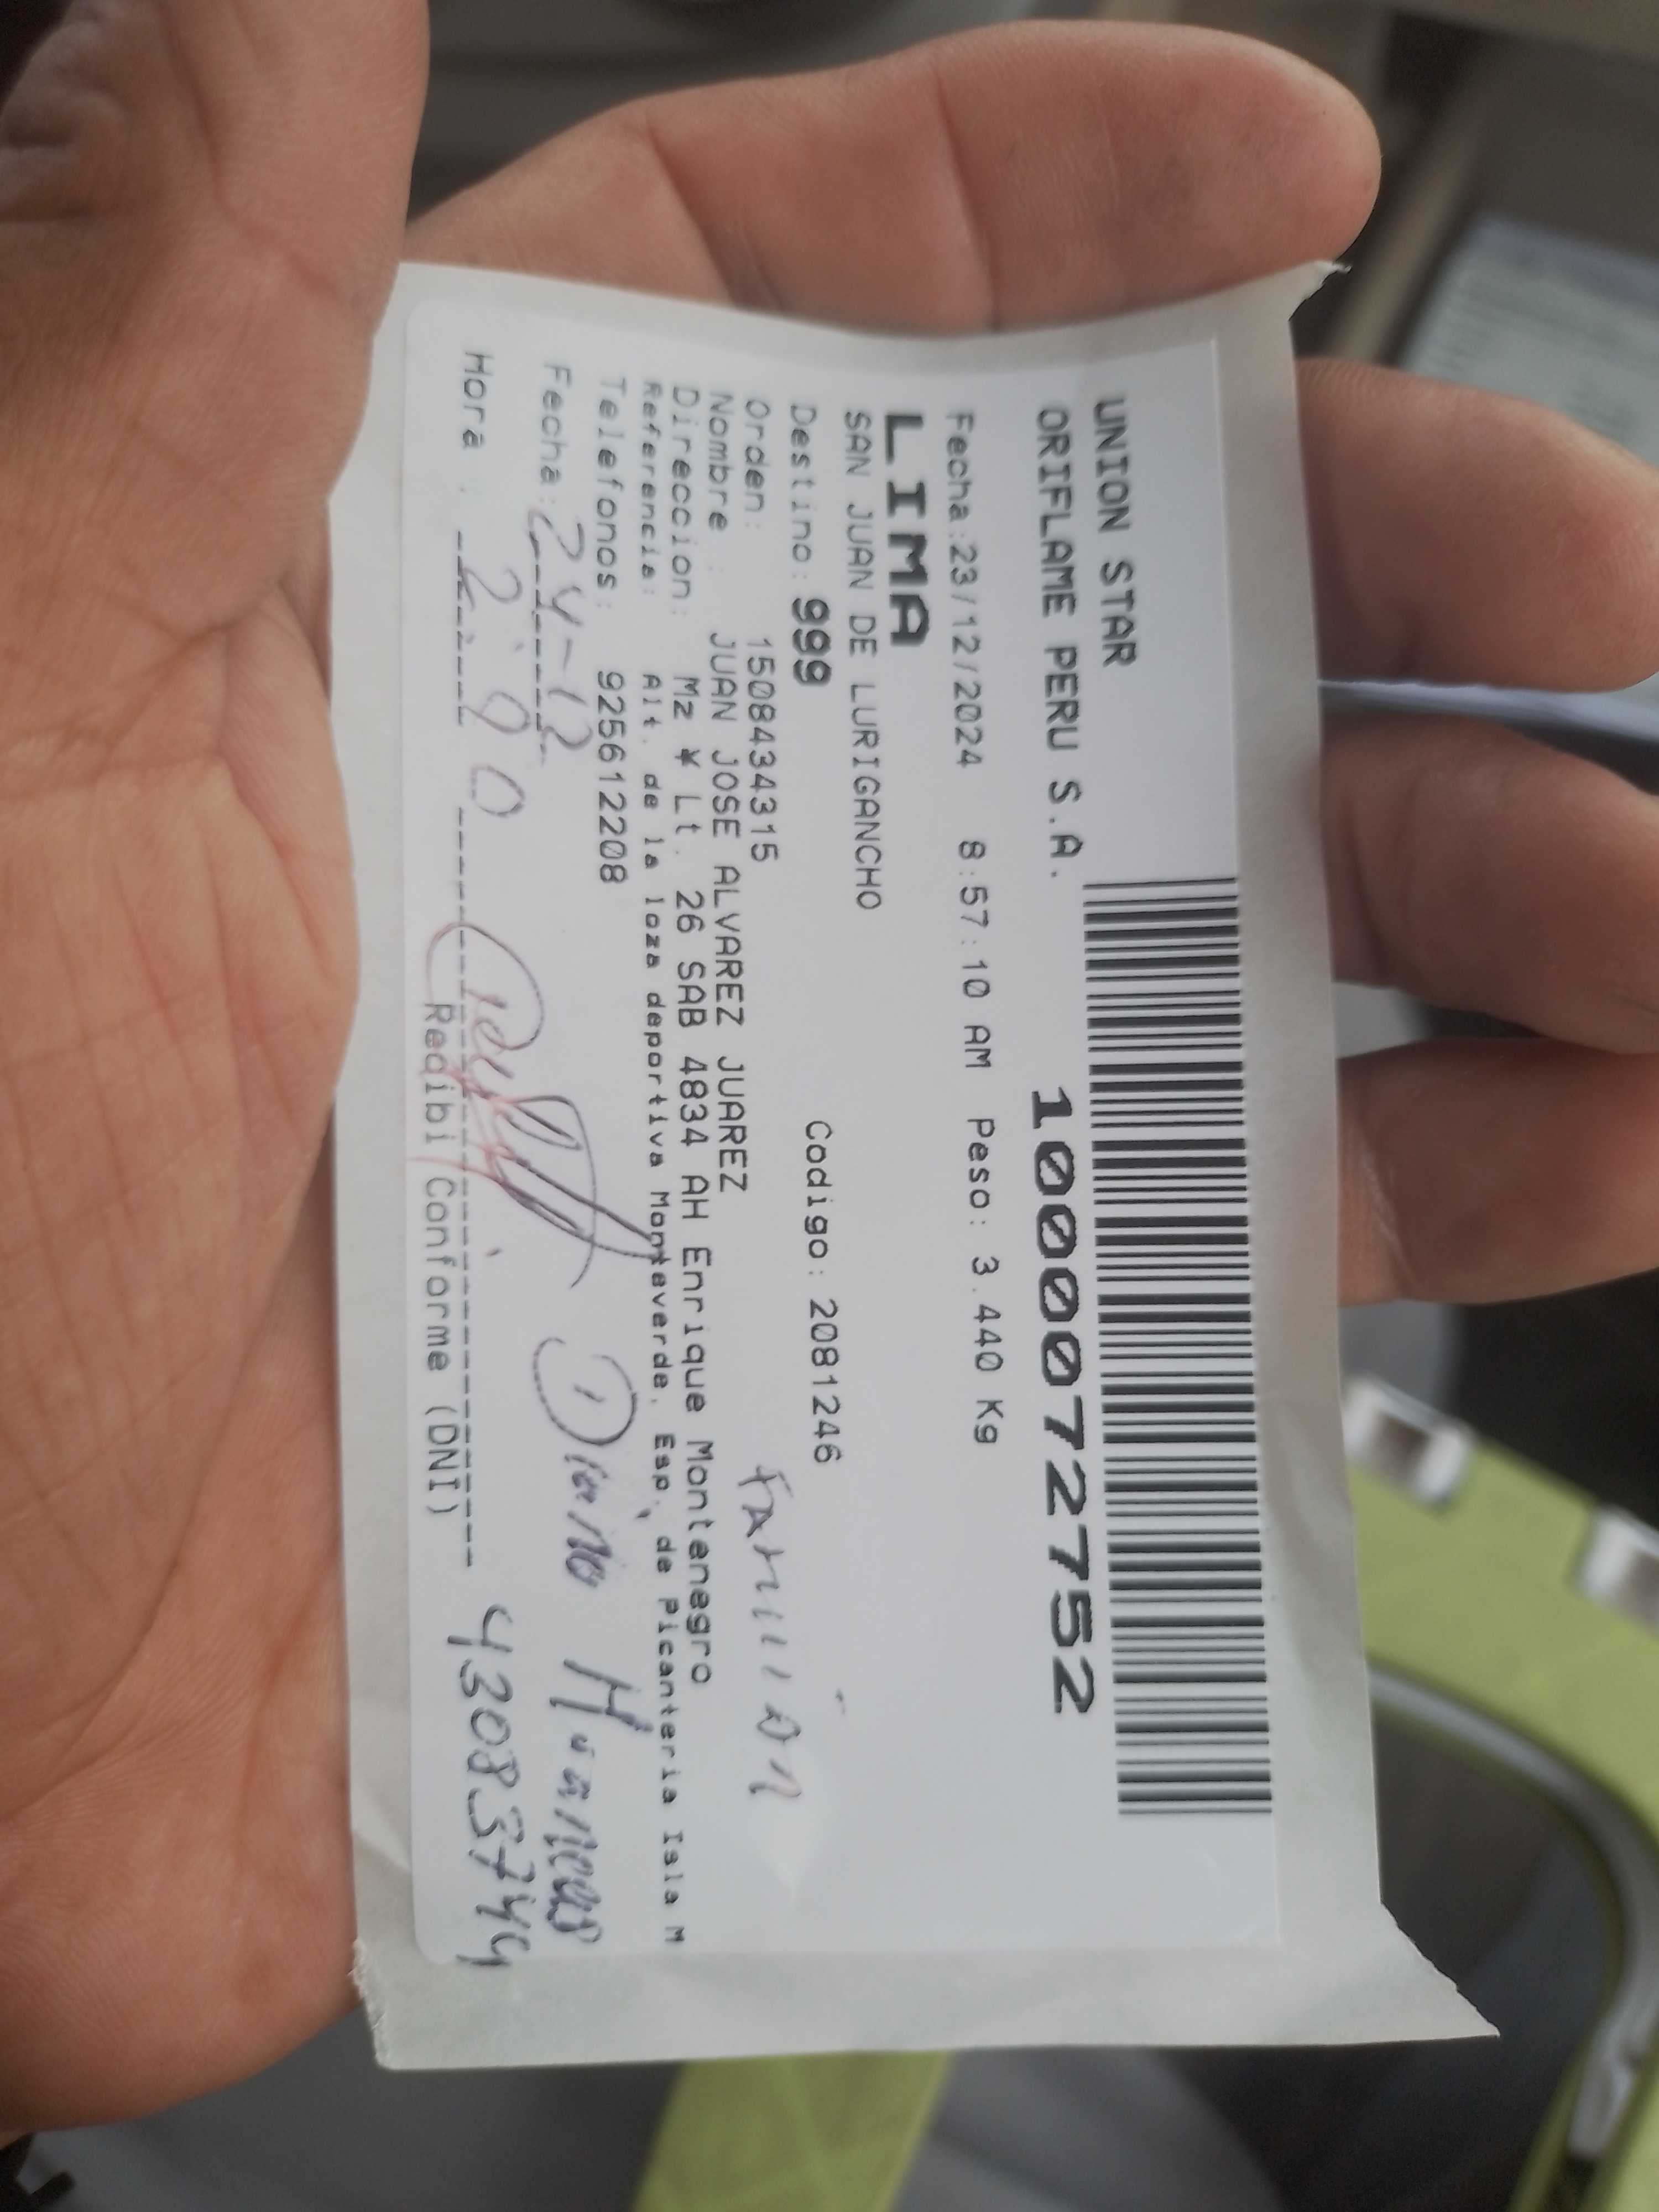 UNION STAR
ORIFLAME PERU S.A. 1000072752
Fecha:23/12/2024 8:57:10 AM Peso: 3.440 Kg
LIMA
SAN JUAN DE LURIGANCHO
Destino: 999 Codigo: 2081246
Orden: 1508434315
Nombre : JUAN JOSE ALVAREZ JUAREZ
Direccion: Mz ¥ Lt. 26 SAB 4834 AH Enrique Montenegro
Referencia: Alt. de la loza deportiva Monteverde. Esp. de Picanteria Isla M
Telefonos: 925612208
Fecha: 24-12
Hora : 2:00 43083744
Recibi Conforme (DNI)